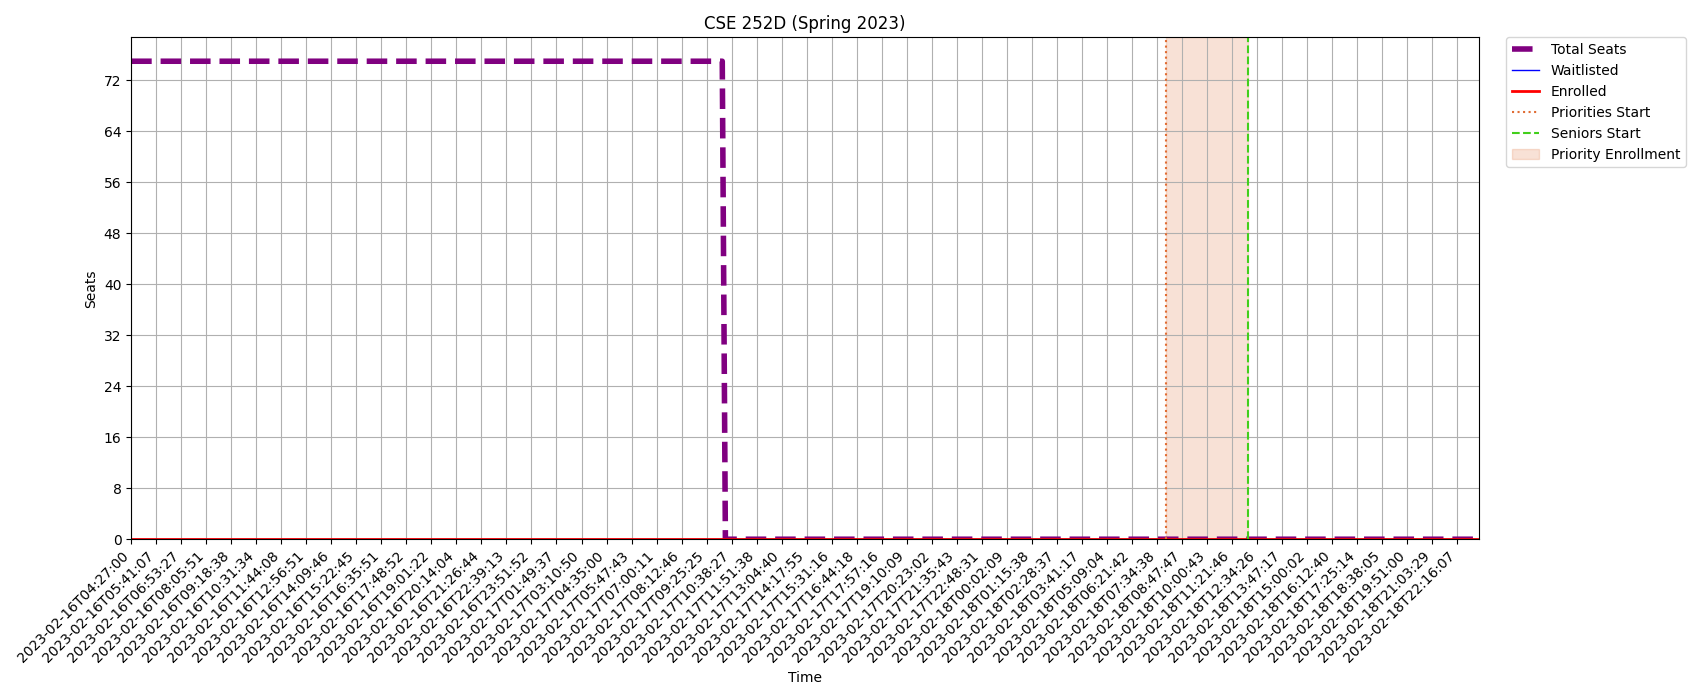 CSE 252D (Spring 2023)
Total Seats
Waitlisted
Enrolled
Priorities Start
Seniors Start
Priority Enrollment
Seats
72
64
56
48
40
32
24
16
8
0
2023-02-16T04:27:00
2023-02-16T05:41:07
2023-02-16T06:53:27
2023-02-16T08:05:51
2023-02-16T09:18:38
2023-02-16T10:31:34
2023-02-16T11:44:08
2023-02-16T12:56:51
2023-02-16T14:09:46
2023-02-16T15:22:45
2023-02-16T16:35:51
2023-02-16T17:48:52
2023-02-16T19:01:22
2023-02-16T20:14:04
2023-02-16T21:26:44
2023-02-16T22:39:13
2023-02-16T23:51:52
2023-02-17T01:49:37
2023-02-17T03:10:50
2023-02-17T04:35:00
2023-02-17T05:47:43
2023-02-17T07:00:11
2023-02-17T08:12:46
2023-02-17T09:25:25
2023-02-17T10:38:27
2023-02-17T11:51:38
2023-02-17T13:04:40
2023-02-17T14:17:55
2023-02-17T15:31:16
2023-02-17T16:44:18
2023-02-17T17:57:16
2023-02-17T19:10:09
2023-02-17T20:23:02
2023-02-17T21:35:43
2023-02-17T22:48:31
2023-02-18T00:02:09
2023-02-18T01:15:38
2023-02-18T02:28:37
2023-02-18T03:41:17
2023-02-18T05:09:04
2023-02-18T06:21:42
2023-02-18T07:34:38
2023-02-18T08:47:47
2023-02-18T10:00:43
2023-02-18T11:21:46
2023-02-18T12:34:26
2023-02-18T13:47:17
2023-02-18T15:00:02
2023-02-18T16:12:40
2023-02-18T17:25:14
2023-02-18T18:38:05
2023-02-18T19:51:00
2023-02-18T21:03:29
2023-02-18T22:16:07
Time